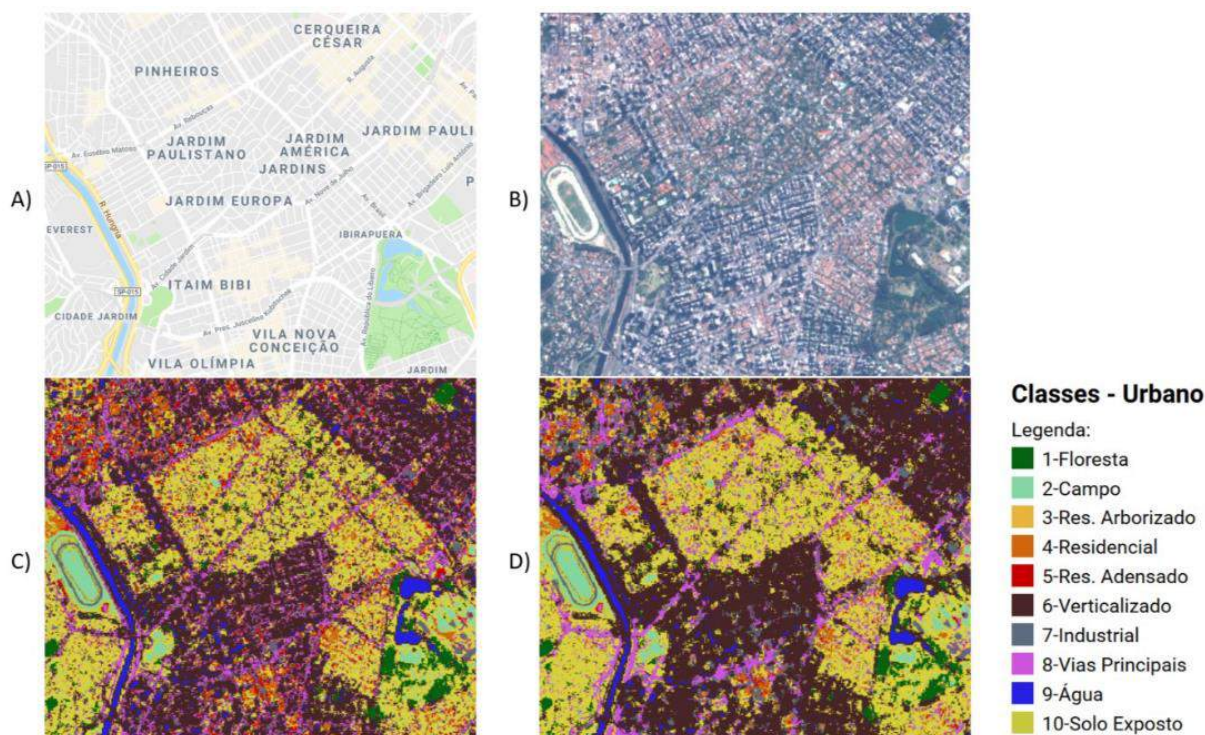 A)
CERQUEIRA
CÉSAR
PINHEIROS
R. Augusta
Av. Pa
Av. Rebouças
JARDIM
PAULISTANO
JARDIM
AMÉRICA
JARDIM PAULI
JARDINS
Av. Eusébio Matoso
SP-015
Av. Brigadeiro Luís Antônio
P
JARDIM EUROPA
Av. Nove de Julho
Av. Brasil
R. Hungria
EVEREST
IBIRAPUERA
Av. Cidade Jardim
ITAIM BIBI
SP-015
Av. República do Líbano
CIDADE JARDIM
Av. Pres. Juscelino Kubitschek
VILA NOVA
CONCEIÇÃO
VILA OLÍMPIA
JARDIM
B)
C)
D)
Classes - Urbano
Legenda:
1-Floresta
2-Campo
3-Res. Arborizado
4-Residencial
5-Res. Adensado
6-Verticalizado
7-Industrial
8-Vias Principais
9-Água
10-Solo Exposto